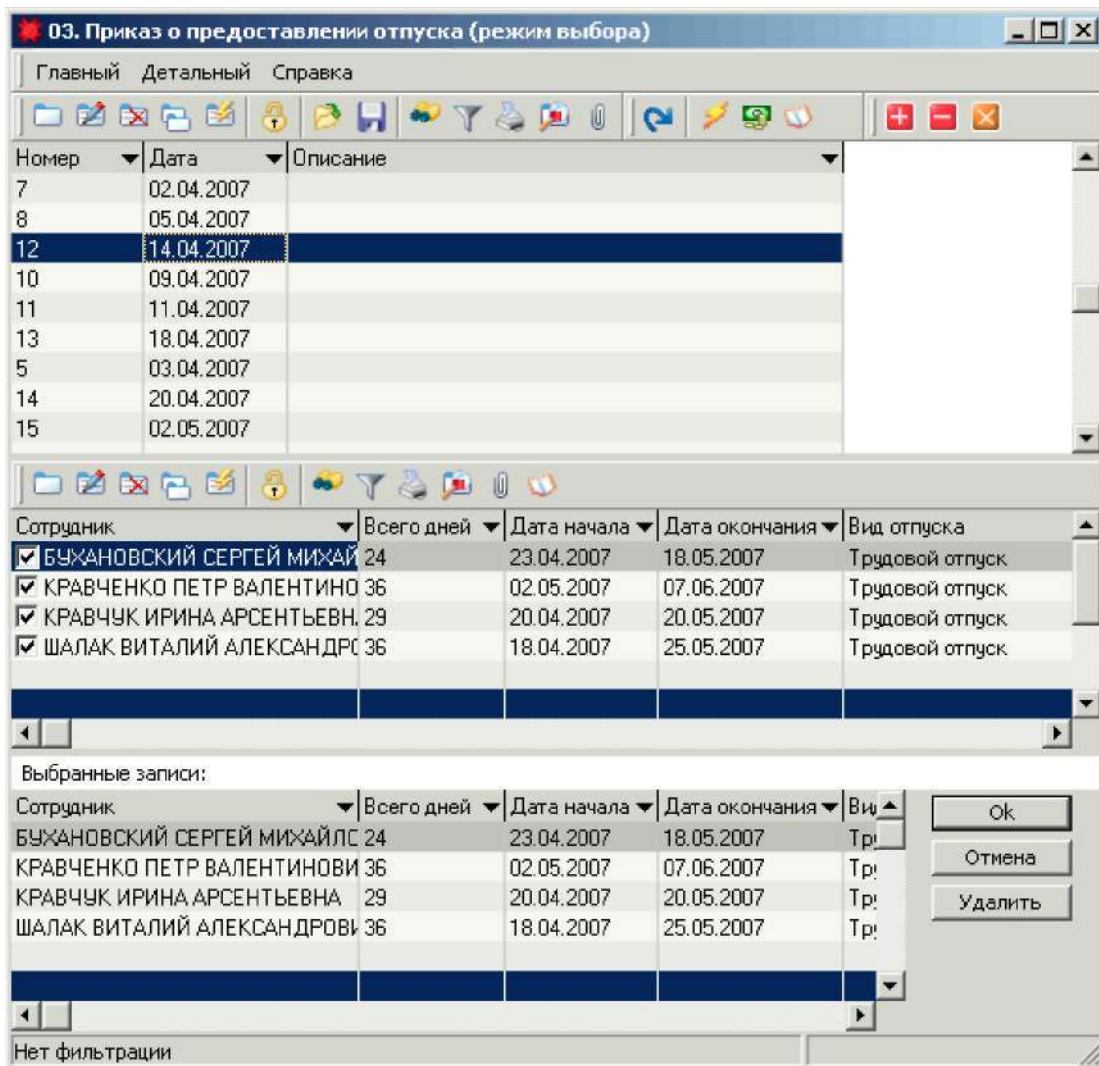 03. Приказ о предоставлении отпуска (режим выбора)
Главный Детальный Справка
Номер Дата Описание
7 02.04.2007
8 05.04.2007
12 14.04.2007
10 09.04.2007
11 11.04.2007
13 18.04.2007
5 03.04.2007
14 20.04.2007
15 02.05.2007
Сотрудник Всего дней Дата начала Дата окончания Вид отпуска
БУХАНОВСКИЙ СЕРГЕЙ МИХАЙ 24 23.04.2007 18.05.2007 Трудовой отпуск
КРАВЧЕНКО ПЕТР ВАЛЕНТИНО 36 02.05.2007 07.06.2007 Трудовой отпуск
КРАВЧУК ИРИНА АРСЕНТЬЕВН 29 20.04.2007 20.05.2007 Трудовой отпуск
ШАЛАК ВИТАЛИЙ АЛЕКСАНДРО 36 18.04.2007 25.05.2007 Трудовой отпуск
Выбранные записи:
Сотрудник Всего дней Дата начала Дата окончания Ви Ok
БУХАНОВСКИЙ СЕРГЕЙ МИХАЙЛО 24 23.04.2007 18.05.2007 Тру
КРАВЧЕНКО ПЕТР ВАЛЕНТИНОВИ 36 02.05.2007 07.06.2007 Тру Отмена
КРАВЧУК ИРИНА АРСЕНТЬЕВНА 29 20.04.2007 20.05.2007 Тру Удалить
ШАЛАК ВИТАЛИЙ АЛЕКСАНДРОВИ 36 18.04.2007 25.05.2007 Тру
Нет фильтрации